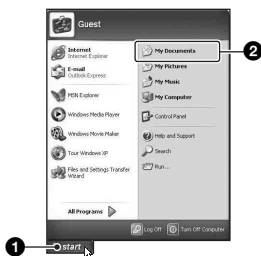 Guest
Internet
Internet Explorer
E-mail
Outlook Express
MSN Explorer
Windows Media Player
Windows Movie Maker
Tour Windows XP
Files and Settings Transfer
Wizard
All Programs
My Documents
My Pictures
My Music
My Computer
Control Panel
Help and Support
Search
Run...
Log Off
Turn Off Computer
start
1
2